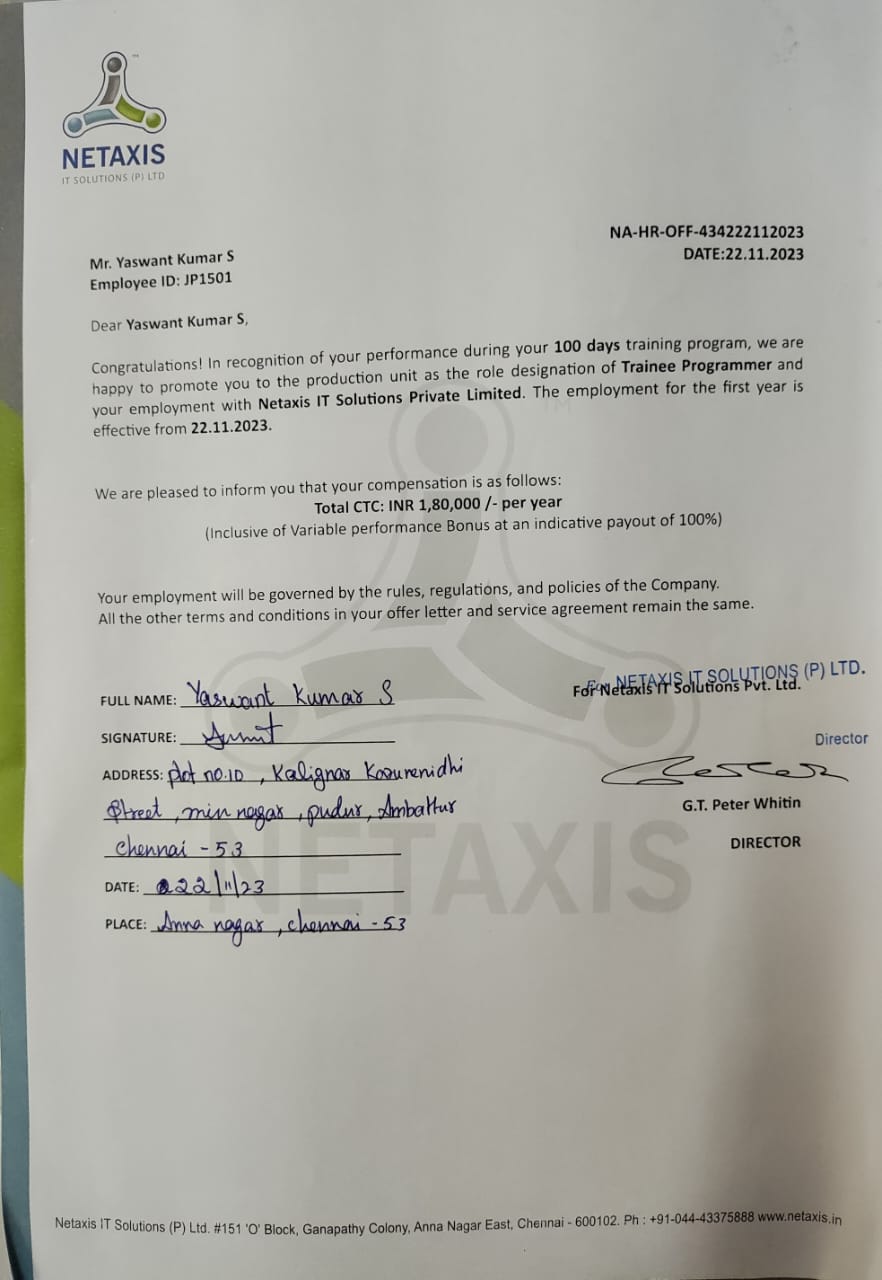 NETAXIS
IT SOLUTIONS (P) LTD
NA-HR-OFF-434222112023
DATE:22.11.2023
Mr. Yaswant Kumar S
Employee ID: JP1501
Dear Yaswant Kumar S,
Congratulations! In recognition of your performance during your 100 days training program, we are
happy to promote you to the production unit as the role designation of Trainee Programmer and
your employment with Netaxis IT Solutions Private Limited. The employment for the first year is
effective from 22.11.2023.
We are pleased to inform you that your compensation is as follows:
Total CTC: INR 1,80,000 /- per year
(Inclusive of Variable performance Bonus at an indicative payout of 100%)
Your employment will be governed by the rules, regulations, and policies of the Company.
All the other terms and conditions in your offer letter and service agreement remain the same.
For NETAXIS IT SOLUTIONS (P) LTD.
For Netaxis IT Solutions Pvt. Ltd.
FULL NAME: Yaswant Kumar S
SIGNATURE:
Director
ADDRESS: plot no.10, Kalignar
G.T. Peter Whitin
Street, min nagar, pudur, Ambattur
DIRECTOR
Chennai - 53
DATE: 22/11/23
PLACE: Anna nagar, chennai - 53
NETAXIS
Netaxis IT Solutions (P) Ltd. #151 'O' Block, Ganapathy Colony, Anna Nagar East, Chennai - 600102. Ph : +91-044-43375888 www.netaxis.in